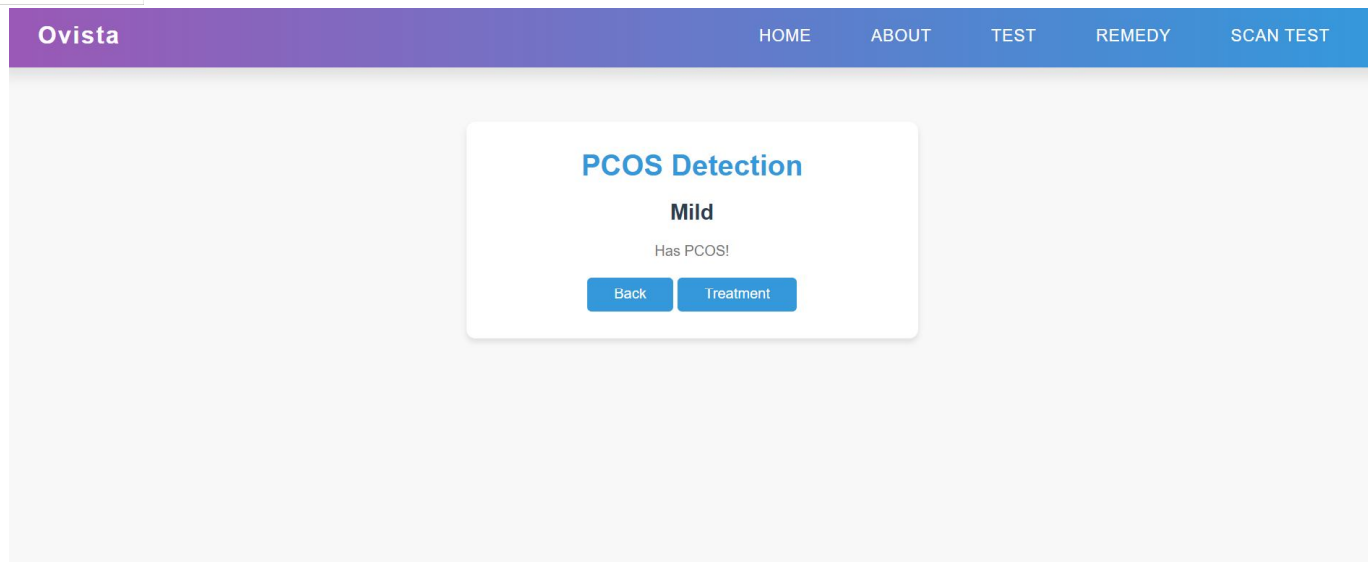 Ovista HOME ABOUT TEST REMEDY SCAN TEST
PCOS Detection
Mild
Has PCOS!
Back Treatment